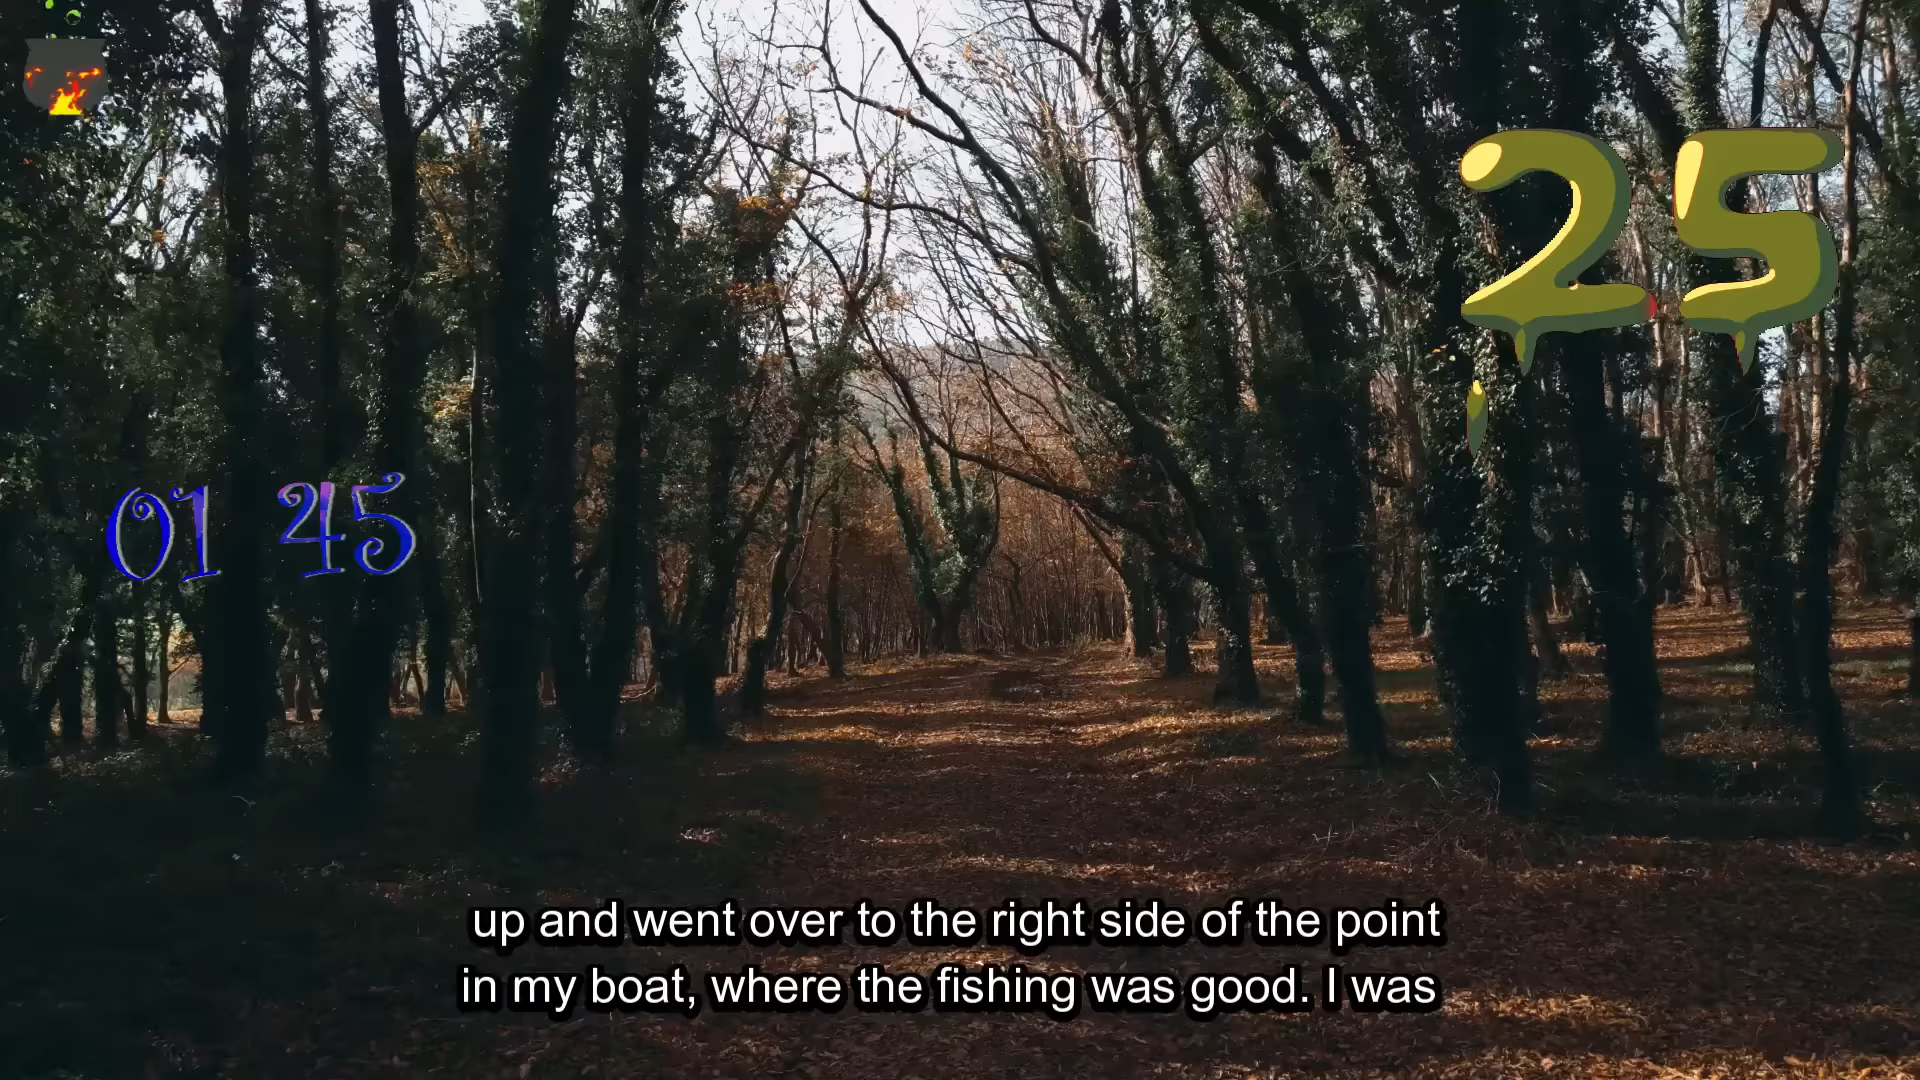 25
01 45
up and went over to the right side of the point
in my boat, where the fishing was good. I was